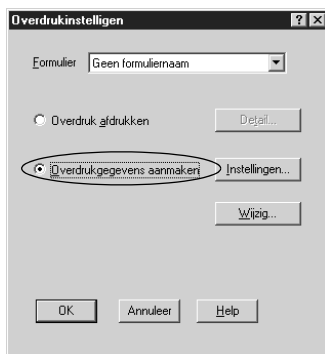 Overdrukinstelligen
Formulier Geen formuliernaam
Overdruk afdrukken Detail...
Overdrukgegevens aanmaken Instellingen...
Wijzig...
OK Annuleer Help